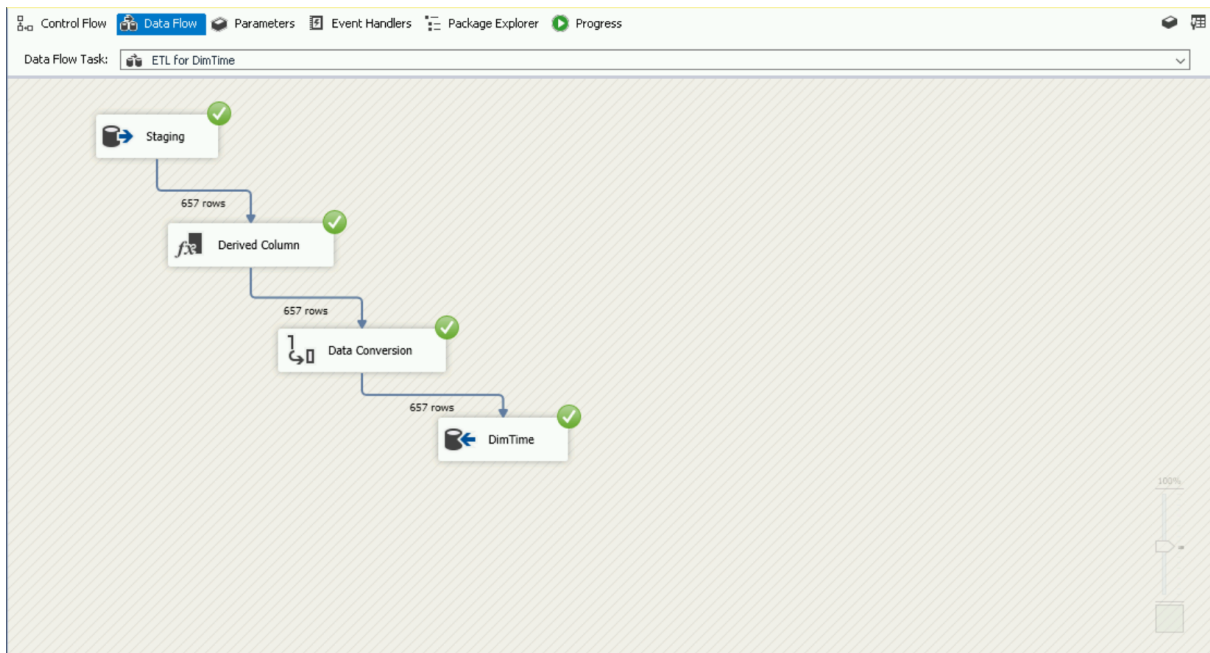 Control Flow Data Flow Parameters Event Handlers Package Explorer Progress
Data Flow Task: ETL for DimTime
Staging
657 rows
Derived Column
657 rows
Data Conversion
657 rows
DimTime
100%